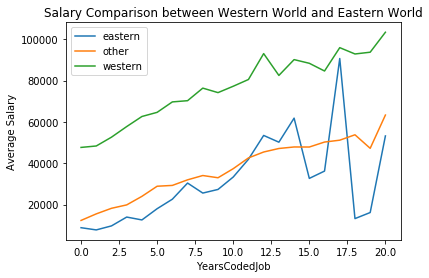 Salary Comparison between Western World and Eastern World
eastern
other
western
100000
80000
60000
40000
20000
Average Salary
0.0 2.5 5.0 7.5 10.0 12.5 15.0 17.5 20.0
YearsCodedJob